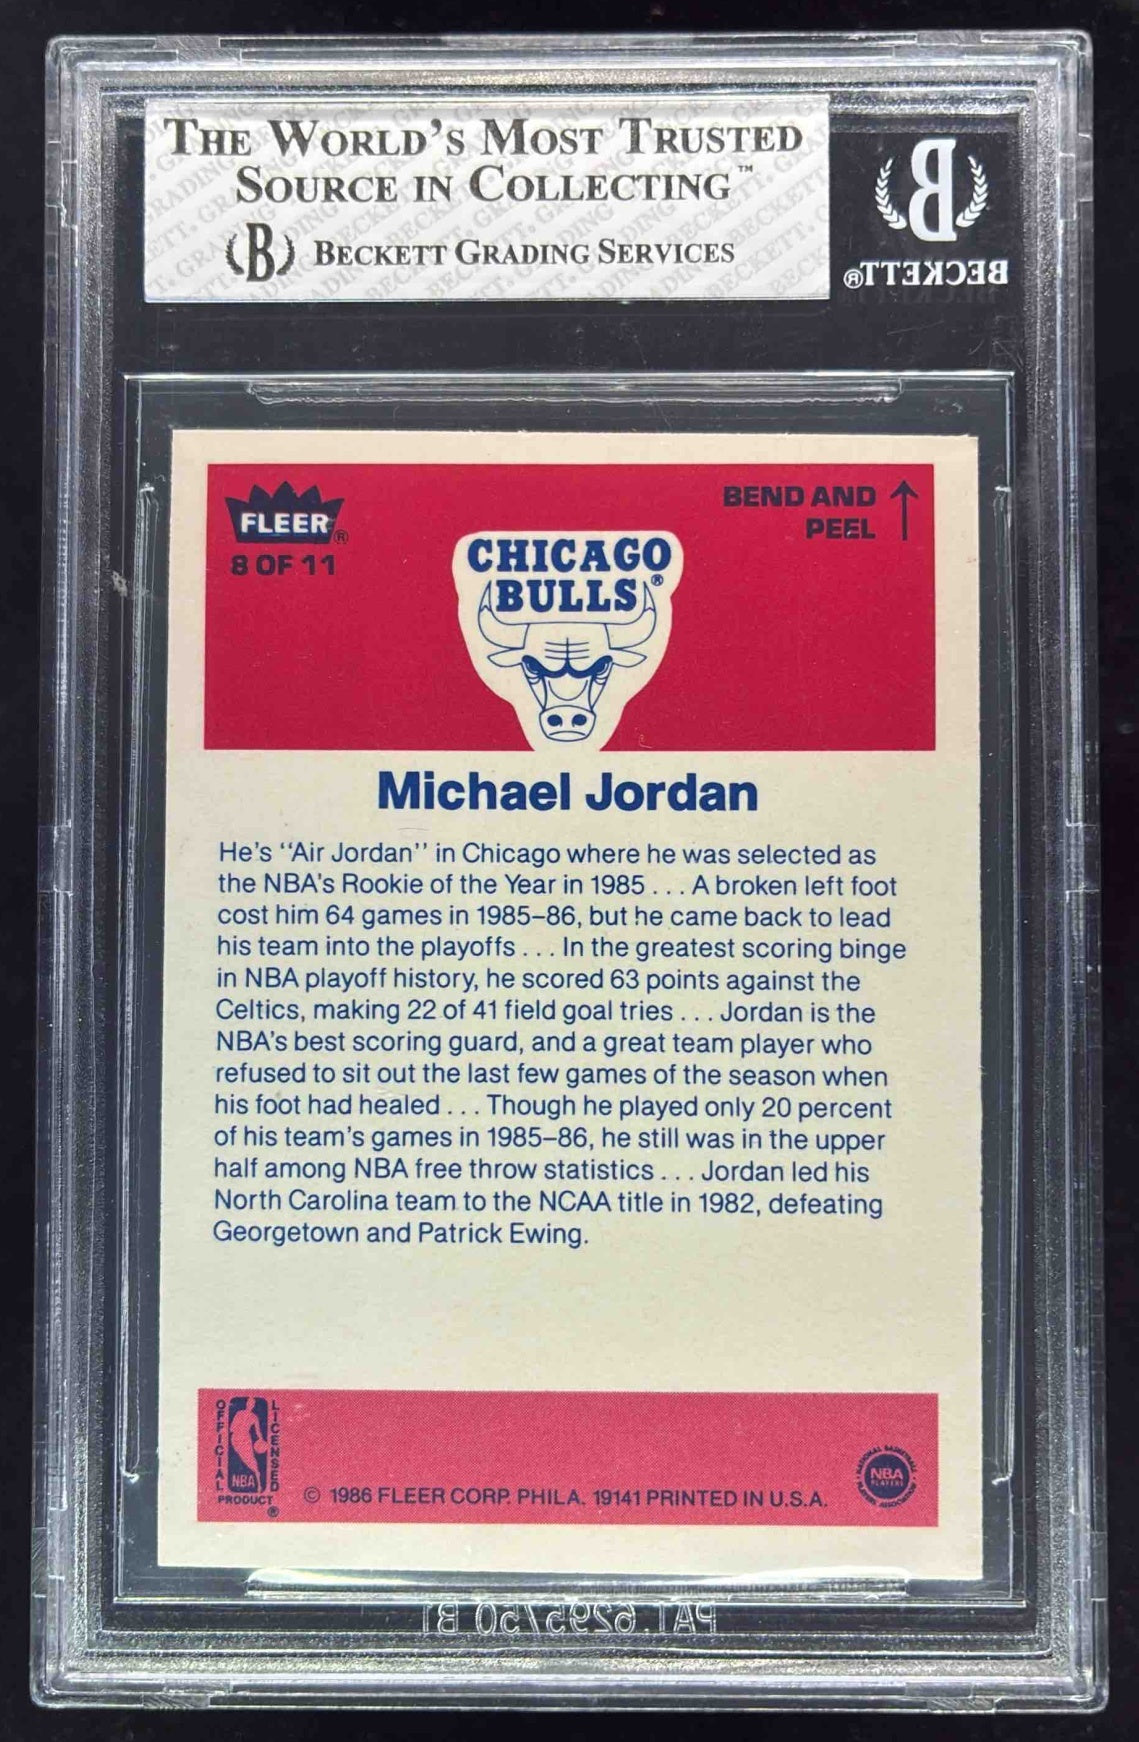 THE WORLD'S MOST TRUSTED
SOURCE IN COLLECTING™
B BECKETT GRADING SERVICES
B
BECKETT®
FLEER®
8 OF 11
BEND AND
PEEL
CHICAGO
BULLS®
Michael Jordan
He's "Air Jordan" in Chicago where he was selected as
the NBA's Rookie of the Year in 1985 . . . A broken left foot
cost him 64 games in 1985–86, but he came back to lead
his team into the playoffs . . . In the greatest scoring binge
in NBA playoff history, he scored 63 points against the
Celtics, making 22 of 41 field goal tries . . . Jordan is the
NBA's best scoring guard, and a great team player who
refused to sit out the last few games of the season when
his foot had healed . . . Though he played only 20 percent
of his team's games in 1985–86, he still was in the upper
half among NBA free throw statistics . . . Jordan led his
North Carolina team to the NCAA title in 1982, defeating
Georgetown and Patrick Ewing.
OFFICIAL
LICENSED
NBA
PRODUCT
®
© 1986 FLEER CORP. PHILA. 19141 PRINTED IN U.S.A.
NATIONAL BASKETBALL
NBA
PLAYERS
PLAYERS ASSOCIATION
PAT. 6295750 B1